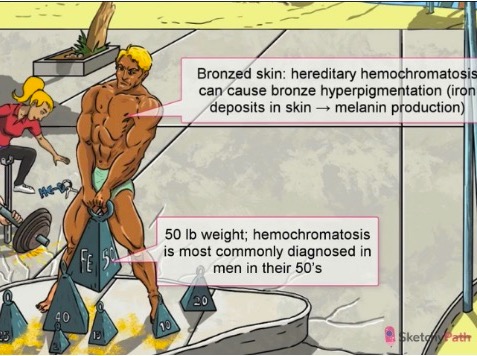 Bronzed skin: hereditary hemochromatosis
can cause bronze hyperpigmentation (iron
deposits in skin → melanin production)
50 lb weight; hemochromatosis
is most commonly diagnosed in
men in their 50's
FE 50
40
10
20
SketchyPath